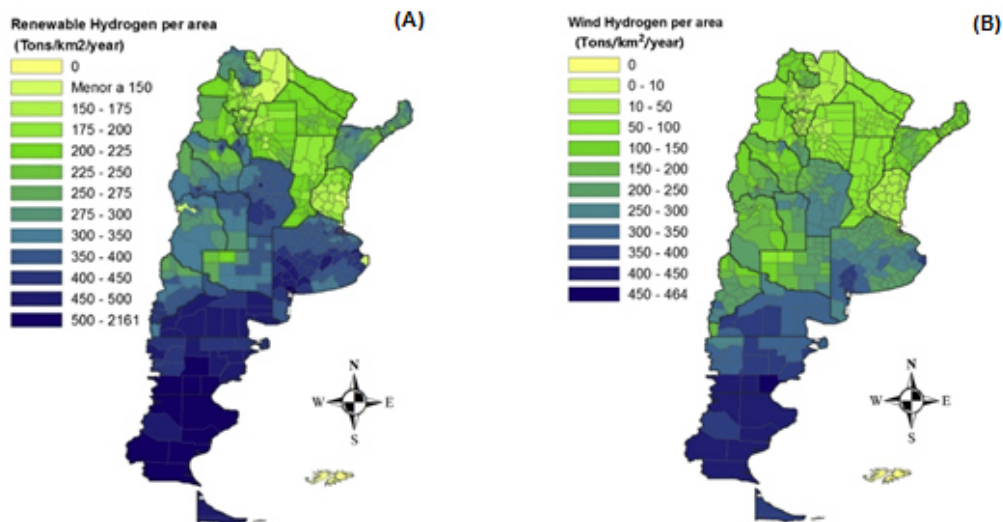 Renewable Hydrogen per area
(Tons/km2/year)
0
Menor a 150
150 - 175
175 - 200
200 - 225
225 - 250
250 - 275
275 - 300
300 - 350
350 - 400
400 - 450
450 - 500
500 - 2161
(A)
N
W
E
S
Wind Hydrogen per area
(Tons/km²/year)
0
0 - 10
10 - 50
50 - 100
100 - 150
150 - 200
200 - 250
250 - 300
300 - 350
350 - 400
400 - 450
450 - 464
(B)
N
W
E
S